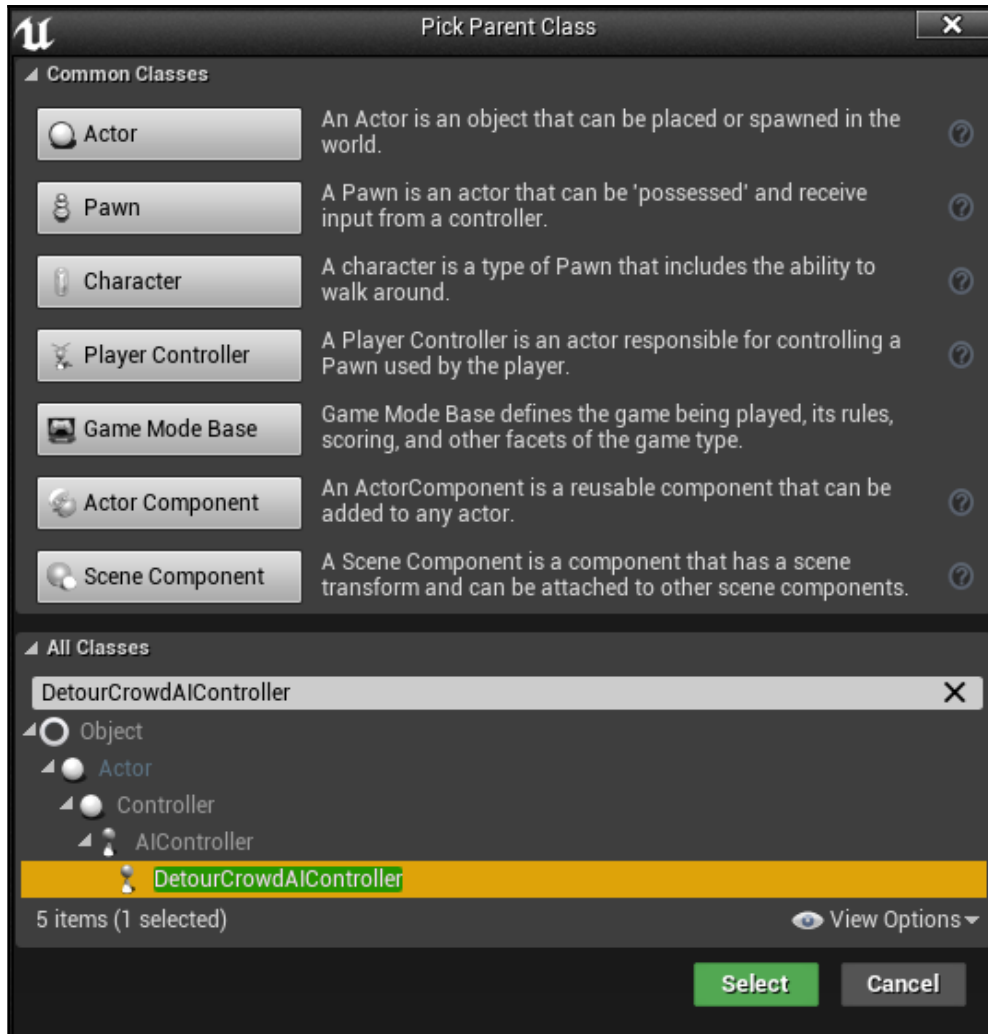 Pick Parent Class
Common Classes
Actor
An Actor is an object that can be placed or spawned in the
world.
Pawn
A Pawn is an actor that can be 'possessed' and receive
input from a controller.
Character
A character is a type of Pawn that includes the ability to
walk around.
Player Controller
A Player Controller is an actor responsible for controlling a
Pawn used by the player.
Game Mode Base
Game Mode Base defines the game being played, its rules,
scoring, and other facets of the game type.
Actor Component
An ActorComponent is a reusable component that can be
added to any actor.
Scene Component
A Scene Component is a component that has a scene
transform and can be attached to other scene components.
All Classes
DetourCrowdAIController
Object
Actor
Controller
AIController
DetourCrowdAIController
5 items (1 selected)
View Options
Select
Cancel